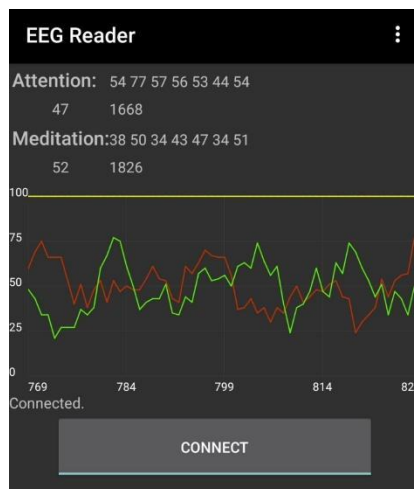 EEG Reader
Attention: 54 77 57 56 53 44 54
47 1668
Meditation:38 50 34 43 47 34 51
52 1826
100
75
50
25
0
769 784 799 814 82
Connected.
CONNECT